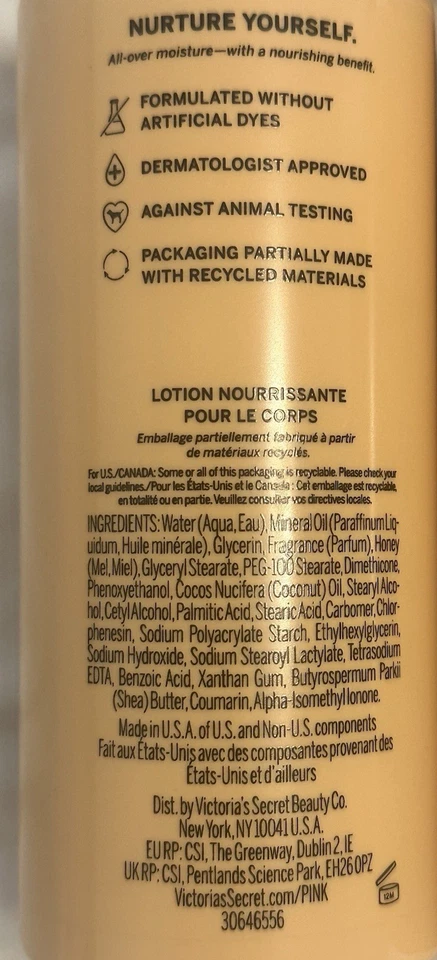 NURTURE YOURSELF.
All-over moisture—with a nourishing benefit.
FORMULATED WITHOUT
ARTIFICIAL DYES
DERMATOLOGIST APPROVED
AGAINST ANIMAL TESTING
PACKAGING PARTIALLY MADE
WITH RECYCLED MATERIALS
LOTION NOURRISSANTE
POUR LE CORPS
Emballage partiellement fabriqué à partir
de matériaux recyclés.
For U.S./CANADA: Some or all of this packaging is recyclable. Please check your
local guidelines./Pour les États-Unis et le Canada : Cet emballage est recyclable,
en totalité ou en partie. Veuillez consulter vos directives locales.
INGREDIENTS: Water (Aqua, Eau), Mineral Oil (Paraffinum Liq-
uidum, Huile minérale), Glycerin, Fragrance (Parfum), Honey
(Mel, Miel), Glyceryl Stearate, PEG-100 Stearate, Dimethicone,
Phenoxyethanol, Cocos Nucifera (Coconut) Oil, Stearyl Alco-
hol, Cetyl Alcohol, Palmitic Acid, Stearic Acid, Carbomer, Chlor-
phenesin, Sodium Polyacrylate Starch, Ethylhexylglycerin,
Sodium Hydroxide, Sodium Stearoyl Lactylate, Tetrasodium
EDTA, Benzoic Acid, Xanthan Gum, Butyrospermum Parkii
(Shea) Butter, Coumarin, Alpha-Isomethyl Ionone.
Made in U.S.A. of U.S. and Non-U.S. components
Fait aux États-Unis avec des composantes provenant des
États-Unis et d'ailleurs
Dist. by Victoria's Secret Beauty Co.
New York, NY 10041 U.S.A.
EU RP: CSI, The Greenway, Dublin 2, IE
UK RP: CSI, Pentlands Science Park, EH26 0PZ
VictoriasSecret.com/PINK
12M
30646556